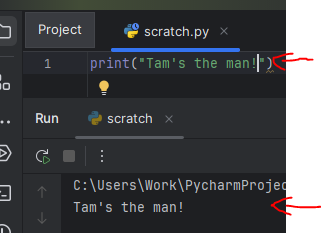 Project
scratch.py
1 print("Tam's the man!")
Run
scratch
C:\Users\Work\PycharmProjec
Tam's the man!